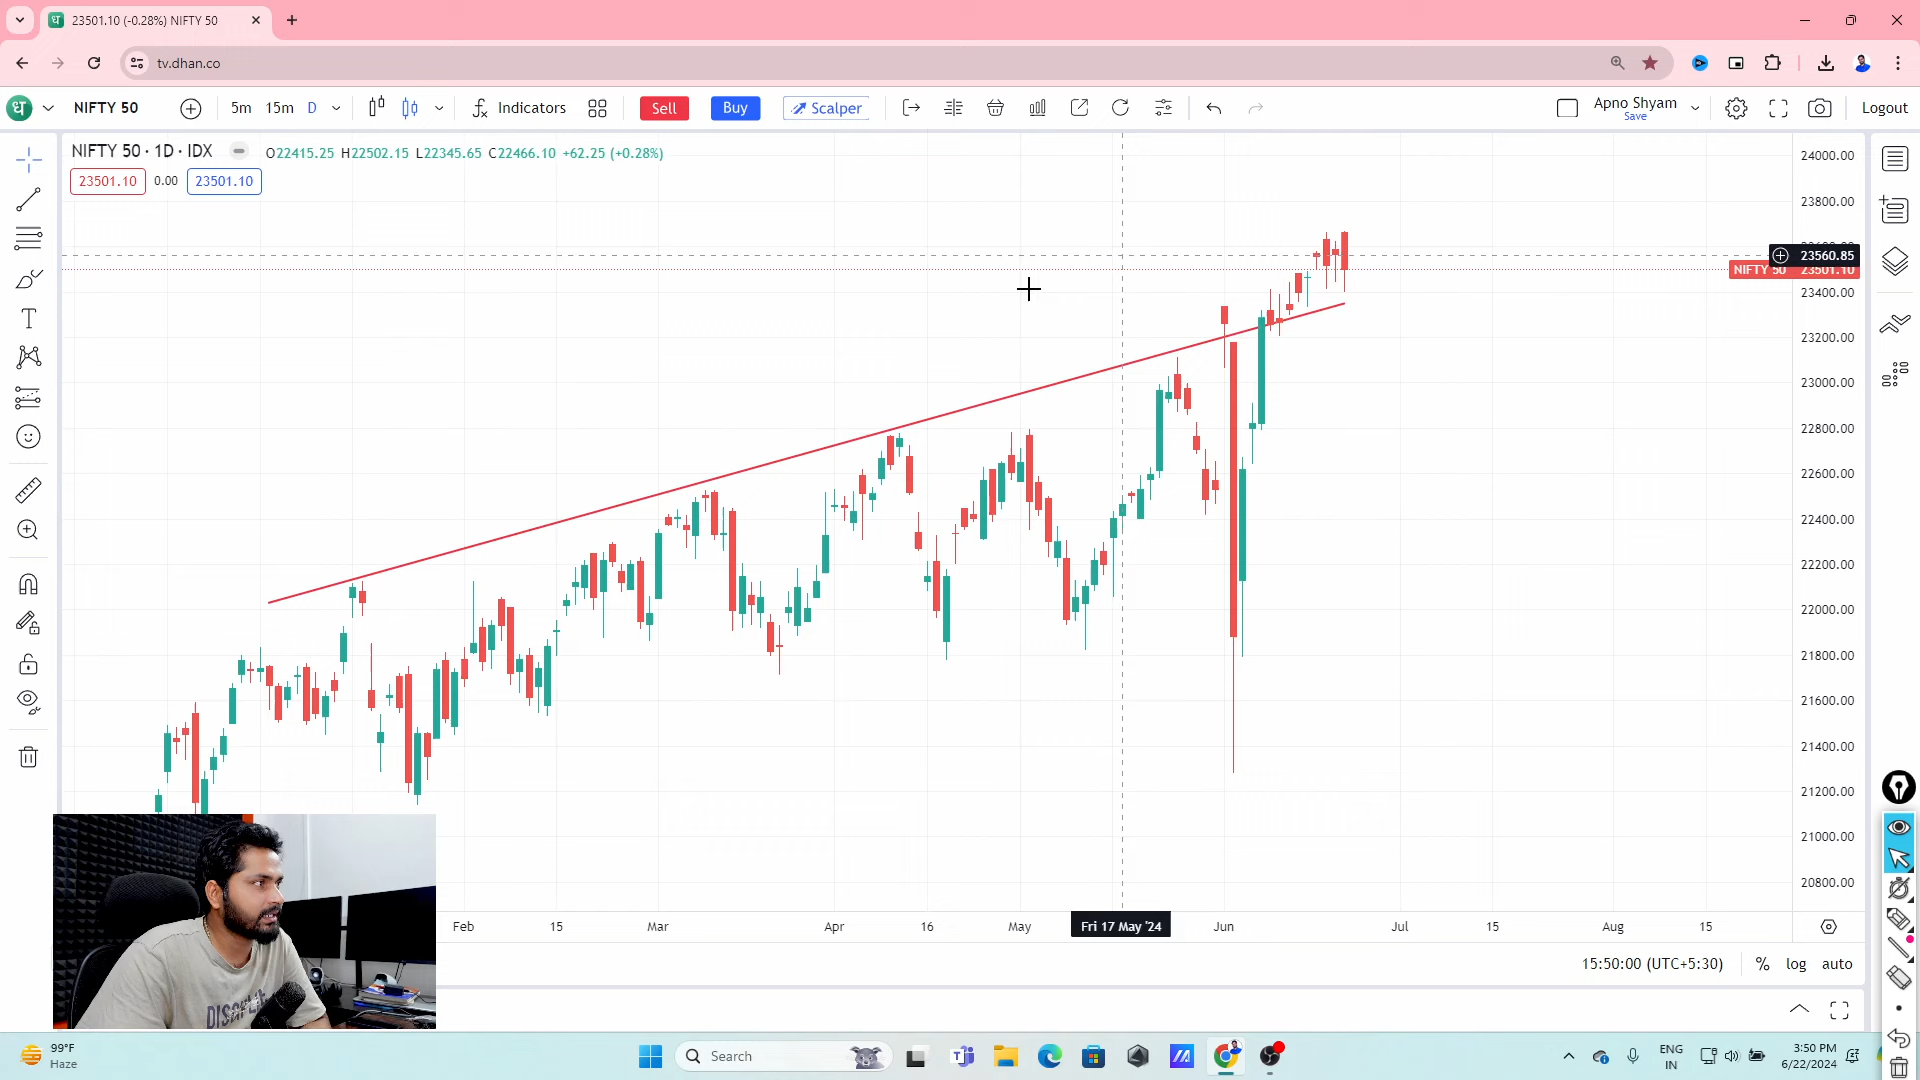 23501.10 (-0.28%) NIFTY 50
tv.dhan.co
NIFTY 50
5m 15m D
Indicators
Sell
Buy
Scalper
Apno Shyam
Save
Logout
NIFTY 50 · 1D · IDX
O22415.25 H22502.15 L22345.65 C22466.10 +62.25 (+0.28%)
23501.10 0.00 23501.10
24000.00
23800.00
23560.85
NIFTY 50 23501.10
23400.00
23200.00
23000.00
22800.00
22600.00
22400.00
22200.00
22000.00
21800.00
21600.00
21400.00
21200.00
21000.00
20800.00
DISCIPLI
Feb 15 Mar Apr 16 May Fri 17 May '24 Jun Jul 15 Aug 15
15:50:00 (UTC+5:30) % log auto
99°F
Haze
Search
ENG
IN
3:50 PM
6/22/2024